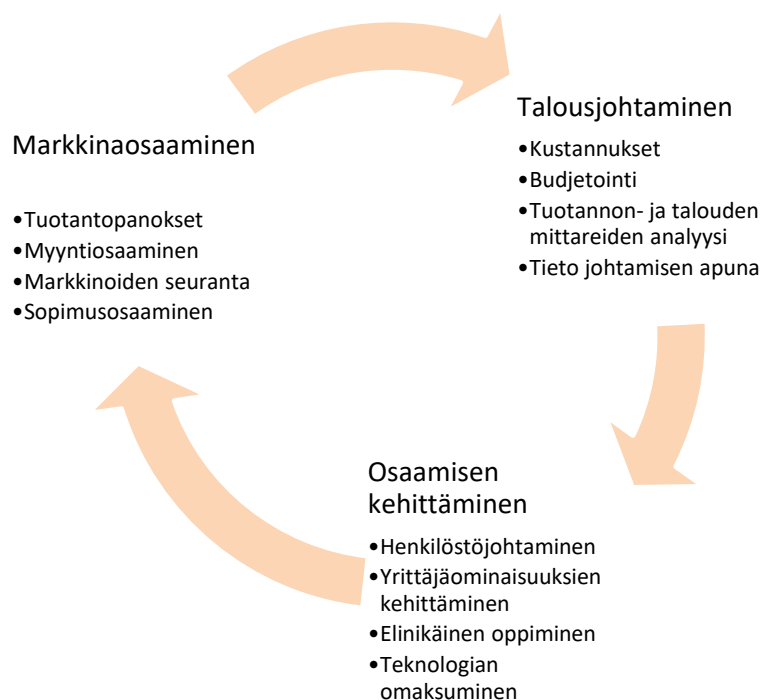 Markkinaosaaminen
•Tuotantopanokset
•Myyntiosaaminen
•Markkinoiden seuranta
•Sopimusosaaminen
Talousjohtaminen
•Kustannukset
•Budjetointi
•Tuotannon- ja talouden
mittareiden analyysi
•Tieto johtamisen apuna
Osaamisen
kehittäminen
•Henkilöstöjohtaminen
•Yrittäjäominaisuuksien
kehittäminen
•Elinikäinen oppiminen
•Teknologian
omaksuminen